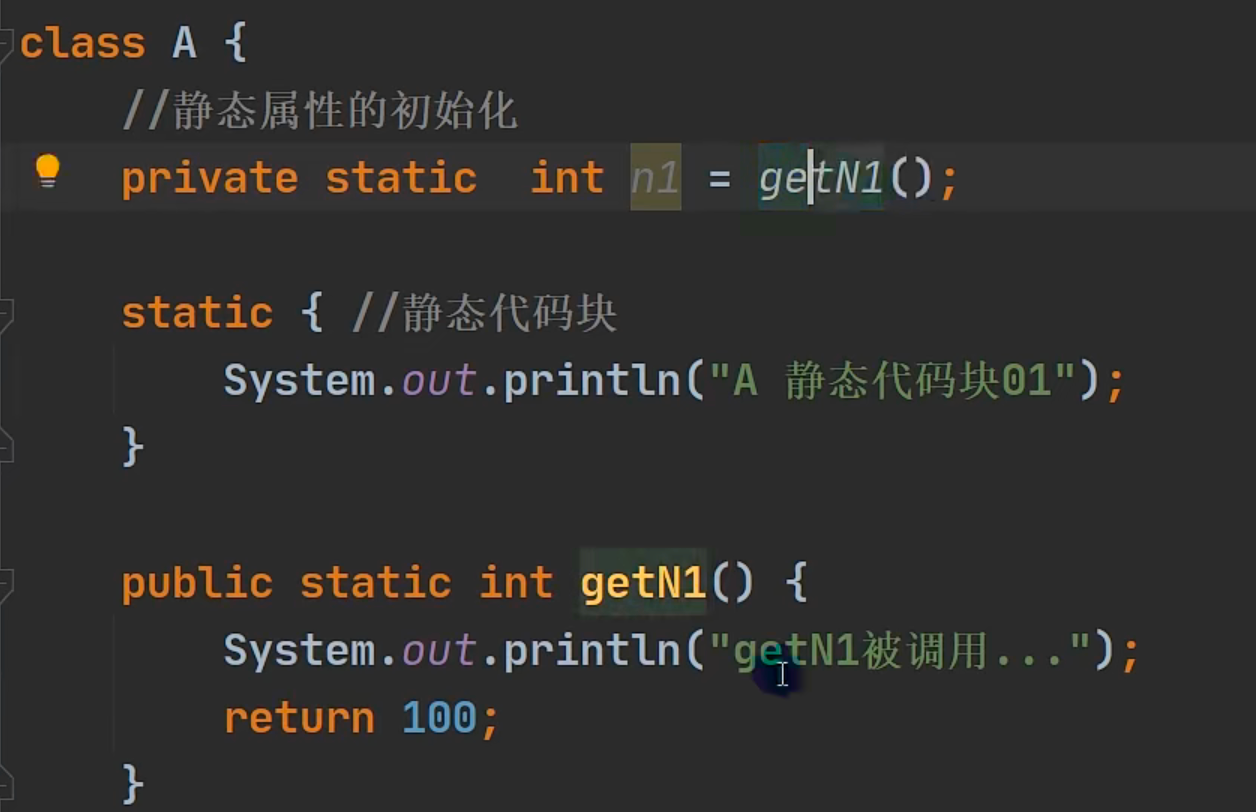 class A {
//静态属性的初始化
private static  int n1 = getN1();
static { //静态代码块
System.out.println("A 静态代码块01");
}
public static int getN1() {
System.out.println("getN1被调用...");
return 100;
}